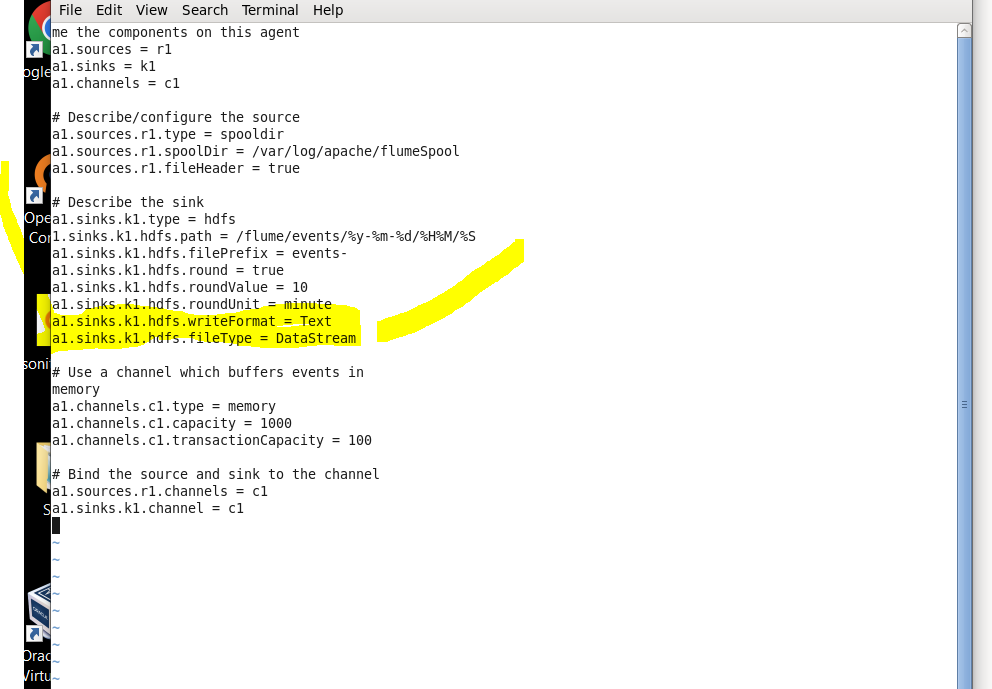 File Edit View Search Terminal Help
me the components on this agent
a1.sources = r1
a1.sinks = k1
a1.channels = c1
# Describe/configure the source
a1.sources.r1.type = spooldir
a1.sources.r1.spoolDir = /var/log/apache/flumeSpool
a1.sources.r1.fileHeader = true
# Describe the sink
a1.sinks.k1.type = hdfs
1.sinks.k1.hdfs.path = /flume/events/%y-%m-%d/%H%M/%S
a1.sinks.k1.hdfs.filePrefix = events-
a1.sinks.k1.hdfs.round = true
a1.sinks.k1.hdfs.roundValue = 10
a1.sinks.k1.hdfs.roundUnit = minute
a1.sinks.k1.hdfs.writeFormat = Text
a1.sinks.k1.hdfs.fileType = DataStream
# Use a channel which buffers events in
memory
a1.channels.c1.type = memory
a1.channels.c1.capacity = 1000
a1.channels.c1.transactionCapacity = 100
# Bind the source and sink to the channel
a1.sources.r1.channels = c1
a1.sinks.k1.channel = c1
~
~
~
~
~
~
~
~
~
ogle
Ope
Co
soni
S
Orac
Virtu